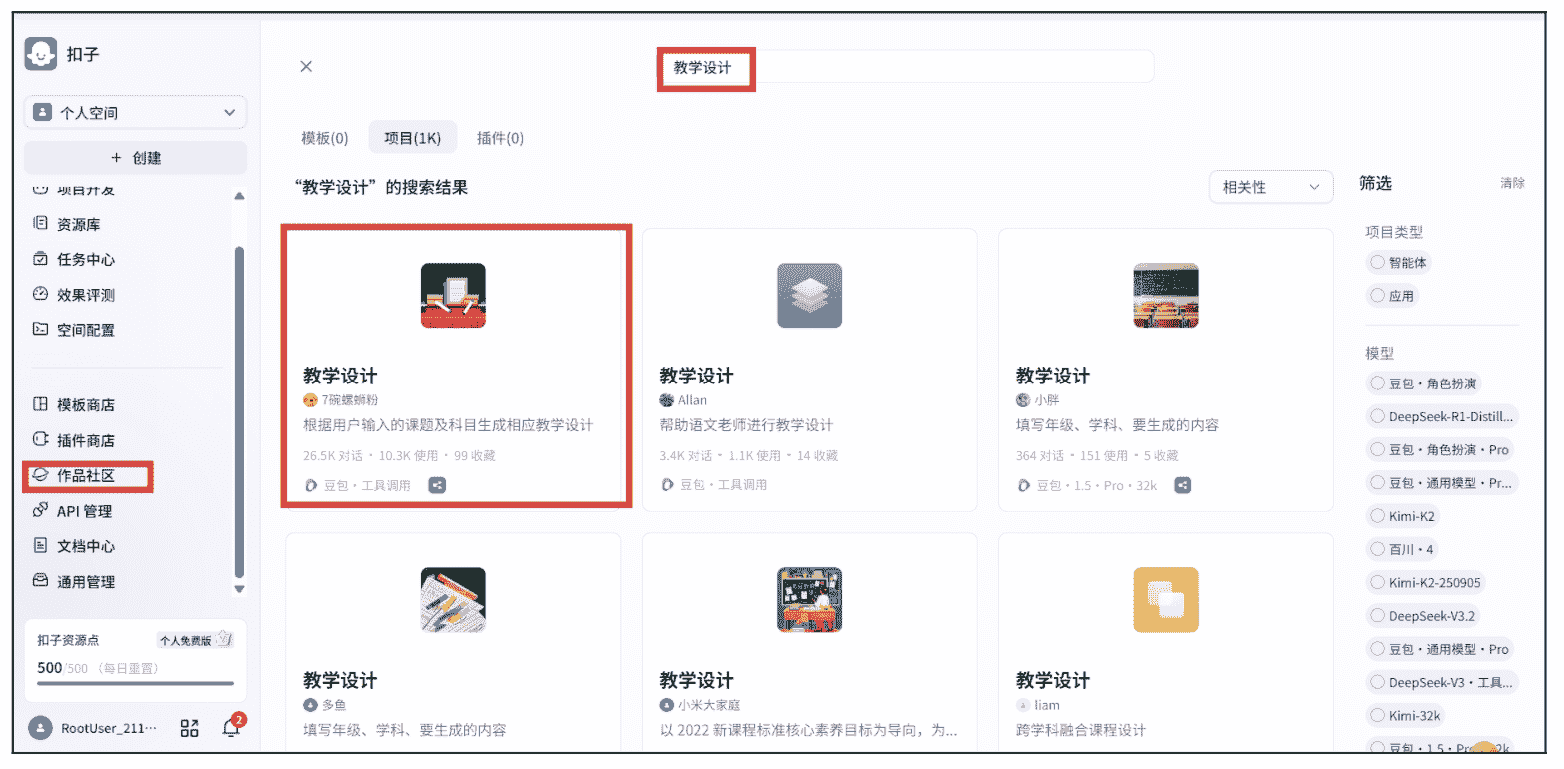 扣子
个人空间
+ 创建
项目开发
资源库
任务中心
效果评测
空间配置
模板商店
插件商店
作品社区
API 管理
文档中心
通用管理
扣子资源点
个人免费版
500/500 （每日重置）
RootUser_211···
2
教学设计
模板(0)
项目(1K)
插件(0)
“教学设计”的搜索结果
相关性
教学设计
7碗螺蛳粉
根据用户输入的课题及科目生成相应教学设计
26.5K 对话 · 10.3K 使用 · 99 收藏
豆包・工具调用
教学设计
Allan
帮助语文老师进行教学设计
3.4K 对话 · 1.1K 使用 · 14 收藏
豆包・工具调用
教学设计
小胖
填写年级、学科、要生成的内容
364 对话 · 151 使用 · 5 收藏
豆包・1.5・Pro・32k
教学设计
多鱼
填写年级、学科、要生成的内容
教学设计
小米大家庭
以 2022 新课程标准核心素养目标为导向，为...
教学设计
liam
跨学科融合课程设计
筛选
清除
项目类型
智能体
应用
模型
豆包・角色扮演
DeepSeek-R1-Distill...
豆包・角色扮演・Pro
豆包・通用模型・Pr...
Kimi-K2
百川・4
Kimi-K2-250905
DeepSeek-V3.2
豆包・通用模型・Pro
DeepSeek-V3・工具...
Kimi-32k
豆包・1.5・Pro